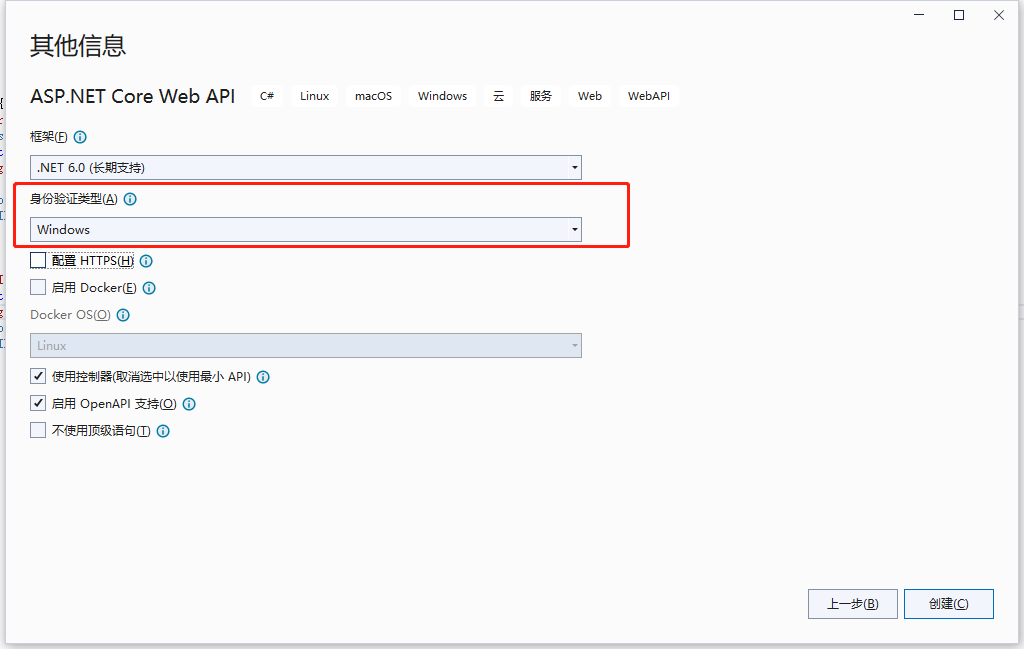 其他信息
ASP.NET Core Web API C# Linux macOS Windows 云 服务 Web WebAPI
框架(F)
.NET 6.0 (长期支持)
身份验证类型(A)
Windows
配置 HTTPS(H)
启用 Docker(E)
Docker OS(O)
Linux
使用控制器(取消选中以使用最小 API)
启用 OpenAPI 支持(O)
不使用顶级语句(T)
上一步(B) 创建(C)